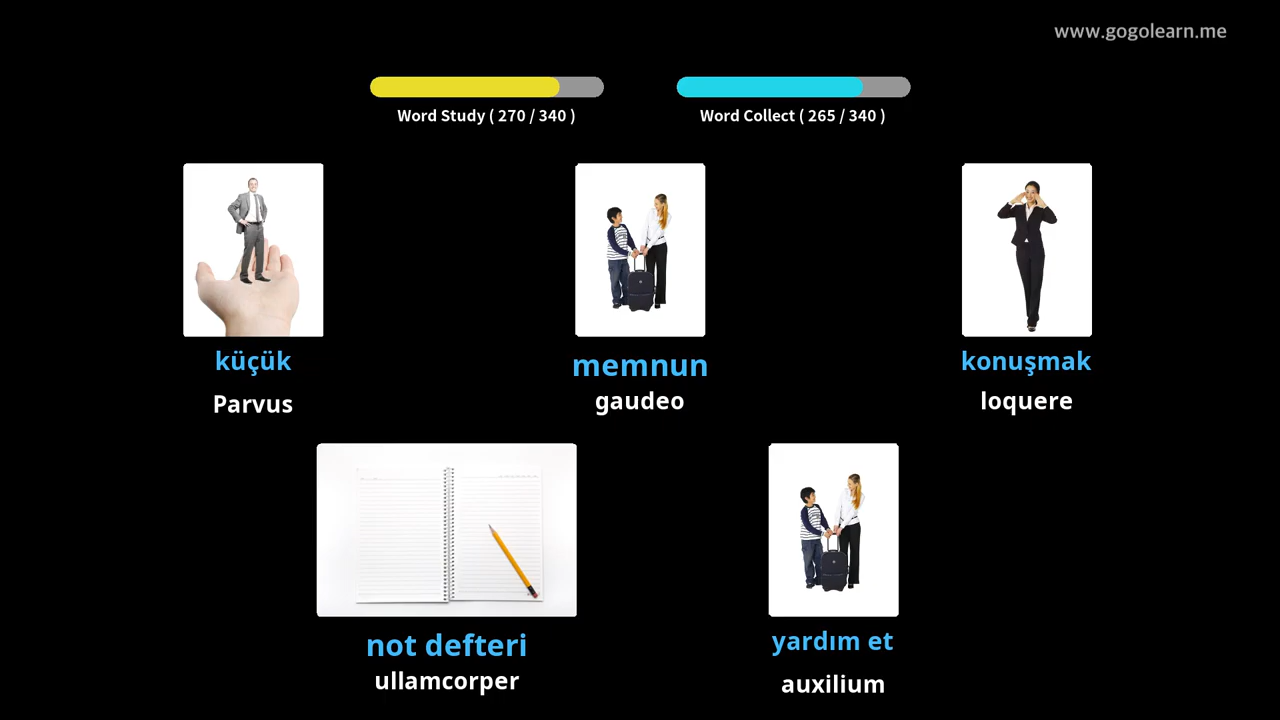 www.gogolearn.me
Word Study ( 270 / 340 )
Word Collect ( 265 / 340 )
küçük
Parvus
memnun
gaudeo
konuşmak
loquere
not defteri
ullamcorper
yardım et
auxilium